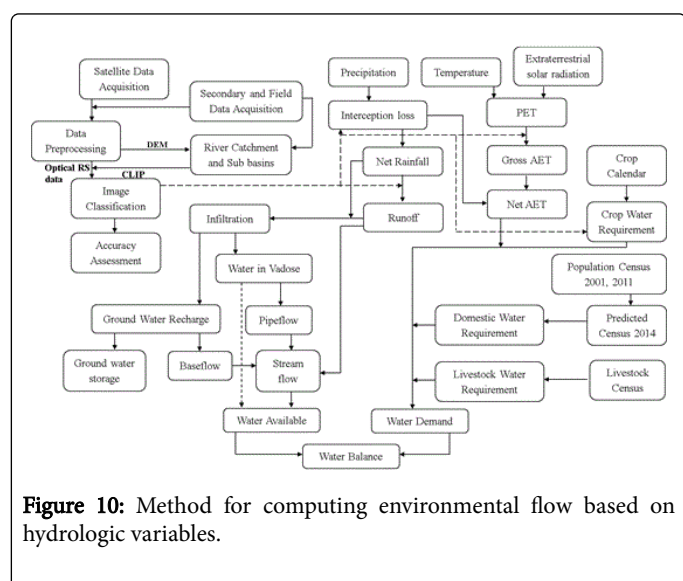 Satellite Data
Acquisition
Precipitation
Temperature
Extraterrestrial
solar radiation
Secondary and Field
Data Acquisition
Interception loss
PET
Data
Preprocessing
DEM
River Catchment
and Sub basins
Optical RS
data
CLIP
Net Rainfall
Gross AET
Crop
Calendar
Image
Classification
Infiltration
Runoff
Net AET
Crop Water
Requirement
Accuracy
Assessment
Water in Vadose
Population Census
2001, 2011
Ground Water Recharge
Pipeflow
Domestic Water
Requirement
Predicted
Census 2014
Ground water
storage
Baseflow
Stream
flow
Livestock Water
Requirement
Livestock
Census
Water Available
Water Demand
Water Balance
Figure 10: Method for computing environmental flow based on
hydrologic variables.